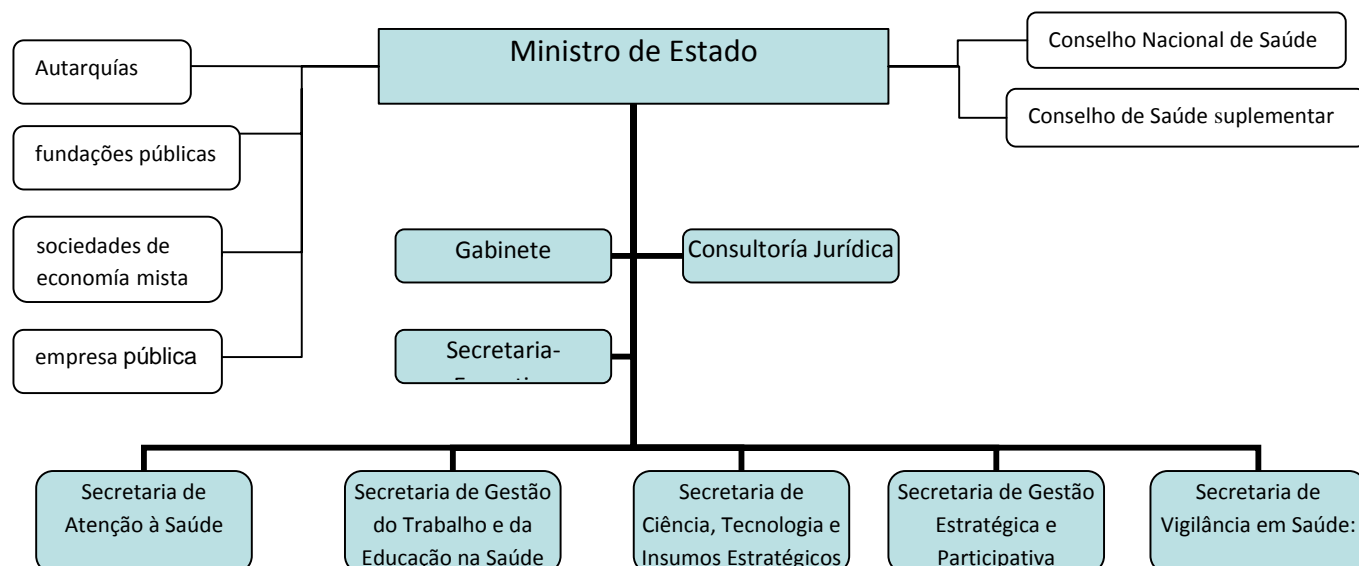 Ministro de Estado
Conselho Nacional de Saúde
Conselho de Saúde suplementar
Autarquías
fundações públicas
sociedades de
economía mista
empresa pública
Gabinete
Consultoría Jurídica
Secretaria-
Secretaria de
Atenção à Saúde
Secretaria de Gestão
do Trabalho e da
Educação na Saúde
Secretaria de
Ciência, Tecnologia e
Insumos Estratégicos
Secretaria de Gestão
Estratégica e
Participativa
Secretaria de
Vigilância em Saúde: